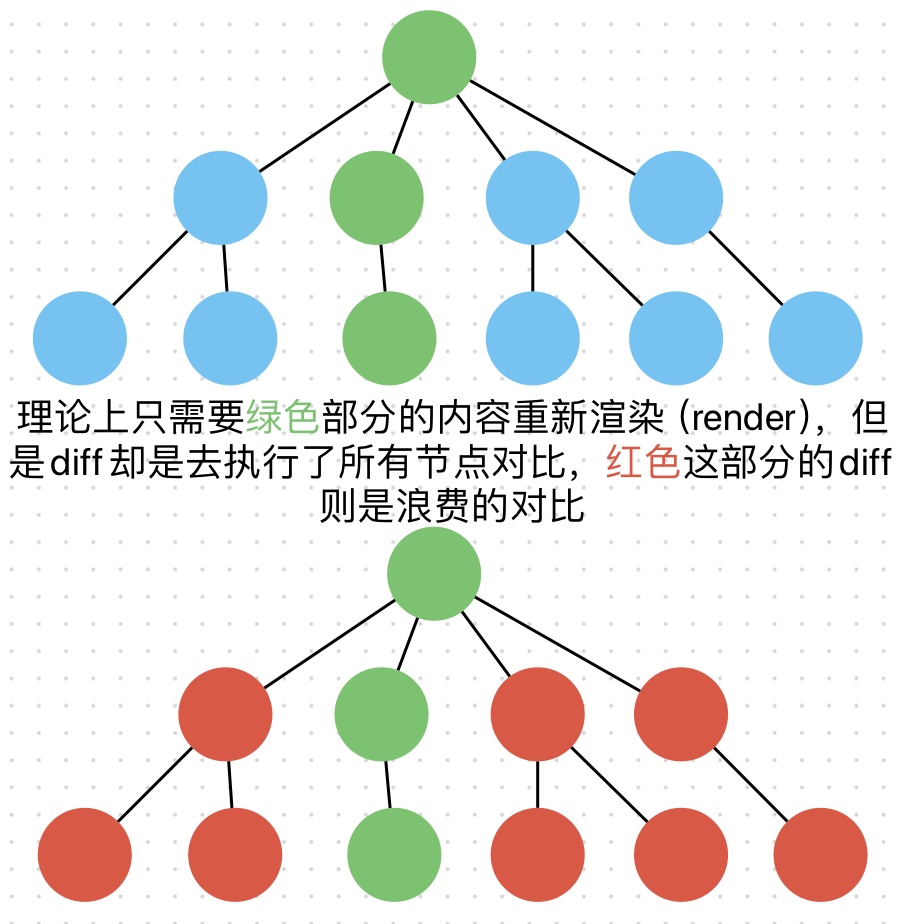 理论上只需要绿色部分的内容重新渲染（render），但
是diff却是去执行了所有节点对比，红色这部分的diff
则是浪费的对比